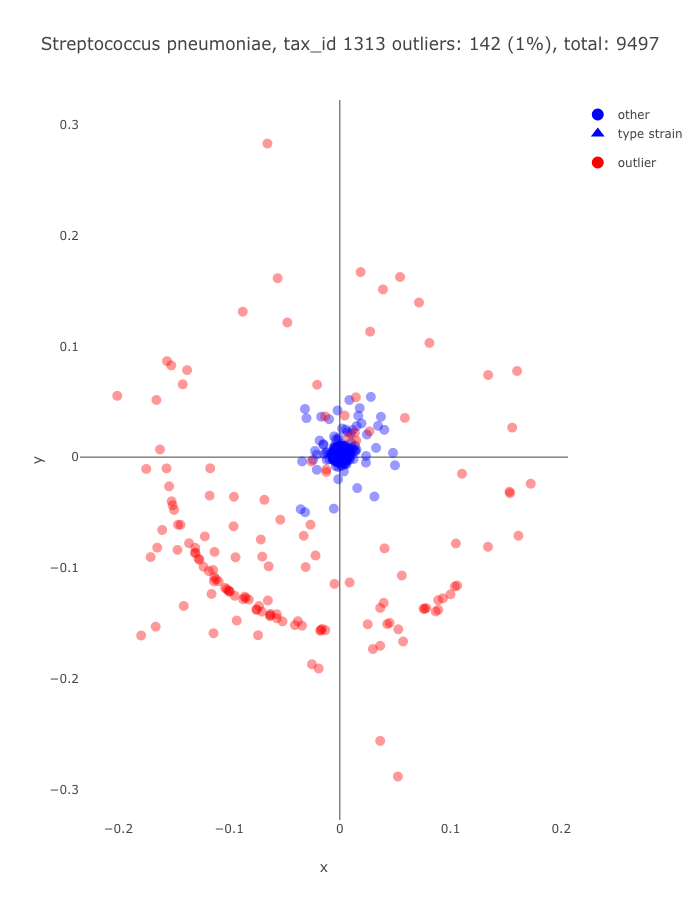 Streptococcus pneumoniae, tax_id 1313 outliers: 142 (1%), total: 9497
other
type strain
outlier
0.3
0.2
0.1
0
−0.1
−0.2
−0.3
y
−0.2
−0.1
0
0.1
0.2
x